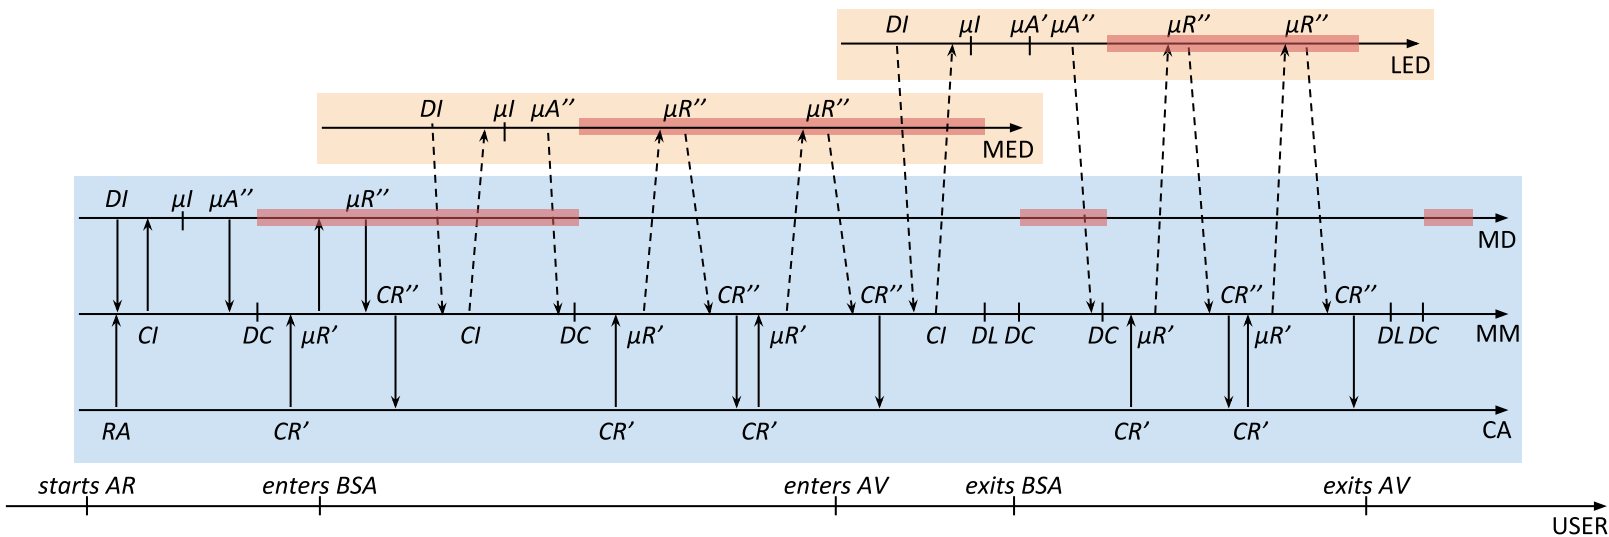 DI μI μA’ μA’’ μR’’ μR’’
LED
DI μI μA’’ μR’’ μR’’
MED
DI μI μA’’ μR’’
MD
CR’’ CR’’ CR’’ CR’’ CR’’
CI DC μR’ CI DC μR’ μR’ CI DL DC DC μR’ μR’ DL DC MM
RA CR’ CR’ CR’ CR’ CR’ CA
starts AR enters BSA enters AV exits BSA exits AV
USER